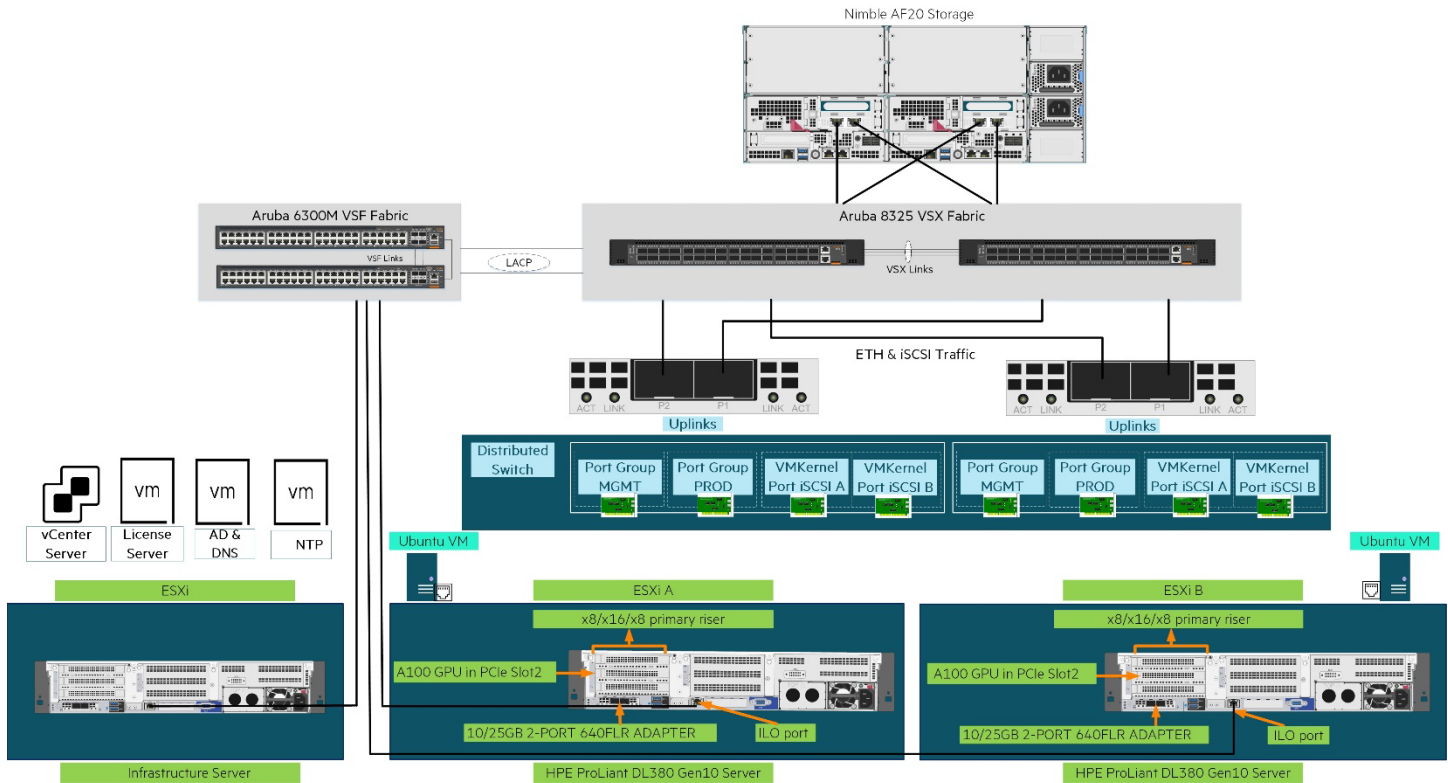 Nimble AF20 Storage
Aruba 6300M VSF Fabric
VSF Links
LACP
Aruba 8325 VSX Fabric
VSX Links
ETH & iSCSI Traffic
ACT LINK P2 P1 LINK ACT
ACT LINK P2 P1 LINK ACT
Uplinks
Uplinks
Distributed
Switch
Port Group
MGMT
Port Group
PROD
VMKernel
Port iSCSI A
VMKernel
Port iSCSI B
Port Group
MGMT
Port Group
PROD
VMKernel
Port iSCSI A
VMKernel
Port iSCSI B
vm
vm
vm
vCenter
Server
License
Server
AD &
DNS
NTP
Ubuntu VM
Ubuntu VM
ESXi
ESXi A
ESXi B
x8/x16/x8 primary riser
x8/x16/x8 primary riser
A100 GPU in PCIe Slot2
A100 GPU in PCIe Slot2
10/25GB 2-PORT 640FLR ADAPTER
ILO port
10/25GB 2-PORT 640FLR ADAPTER
ILO port
Infrastructure Server
HPE ProLiant DL380 Gen10 Server
HPE ProLiant DL380 Gen10 Server